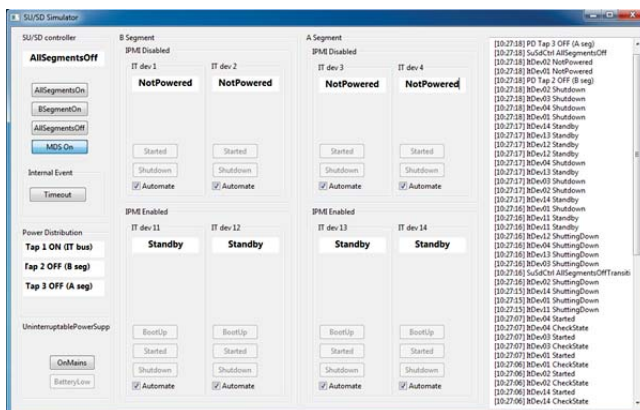 SU/SD Simulator
SU/SD controller
AllSegmentsOff
AllSegmentsOn
BSegmentOn
AllSegmentsOff
MDS On
Internal Event
Timeout
Power Distribution
Tap 1 ON (IT bus)
Tap 2 OFF (B seg)
Tap 3 OFF (A seg)
UninterruptablePowerSupp
OnMains
BatteryLow
B Segment
IPMI Disabled
IT dev 1
IT dev 2
NotPowered
NotPowered
Started
Started
Shutdown
Shutdown
Automate
Automate
IPMI Enabled
IT dev 11
IT dev 12
Standby
Standby
BootUp
BootUp
Started
Started
Shutdown
Shutdown
Automate
Automate
A Segment
IPMI Disabled
IT dev 3
IT dev 4
NotPowered
NotPowered
Started
Started
Shutdown
Shutdown
Automate
Automate
IPMI Enabled
IT dev 13
IT dev 14
Standby
Standby
BootUp
BootUp
Started
Started
Shutdown
Shutdown
Automate
Automate
[10:27:18] PD Tap 3 OFF (A seg)
[10:27:18] SuSdCtrl AllSegmentsOff
[10:27:18] ItDev02 NotPowered
[10:27:18] ItDev01 NotPowered
[10:27:18] PD Tap 2 OFF (B seg)
[10:27:18] ItDev02 Shutdown
[10:27:18] ItDev03 Shutdown
[10:27:18] ItDev04 Shutdown
[10:27:18] ItDev01 Shutdown
[10:27:17] ItDev14 Standby
[10:27:17] ItDev13 Standby
[10:27:17] ItDev12 Standby
[10:27:17] ItDev04 Shutdown
[10:27:17] ItDev13 Standby
[10:27:17] ItDev03 Shutdown
[10:27:17] ItDev02 Shutdown
[10:27:17] ItDev14 Standby
[10:27:17] ItDev12 Standby
[10:27:17] ItDev01 Shutdown
[10:27:16] ItDev11 Standby
[10:27:16] ItDev11 Standby
[10:27:16] ItDev12 ShuttingDown
[10:27:16] ItDev04 ShuttingDown
[10:27:16] ItDev13 ShuttingDown
[10:27:16] ItDev03 ShuttingDown
[10:27:16] SuSdCtrl AllSegmentsOffTransiti
[10:27:16] ItDev02 ShuttingDown
[10:27:15] ItDev14 ShuttingDown
[10:27:15] ItDev01 ShuttingDown
[10:27:15] ItDev11 ShuttingDown
[10:27:07] ItDev04 Started
[10:27:07] ItDev04 CheckState
[10:27:07] ItDev03 Started
[10:27:07] ItDev03 CheckState
[10:27:07] ItDev01 Started
[10:27:06] ItDev01 CheckState
[10:27:06] ItDev02 Started
[10:27:06] ItDev02 CheckState
[10:27:06] ItDev14 Started
[10:27:06] ItDev14 CheckState